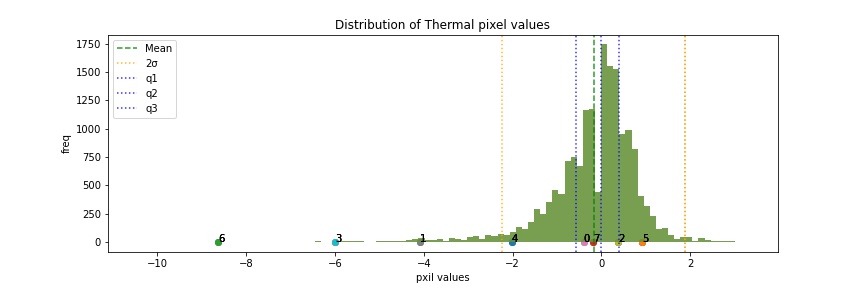 Distribution of Thermal pixel values
Mean
2σ
q1
q2
q3
freq
1750
1500
1250
1000
750
500
250
0
6 3 1 4 0 7 2 5
−10 −8 −6 −4 −2 0 2
pxil values